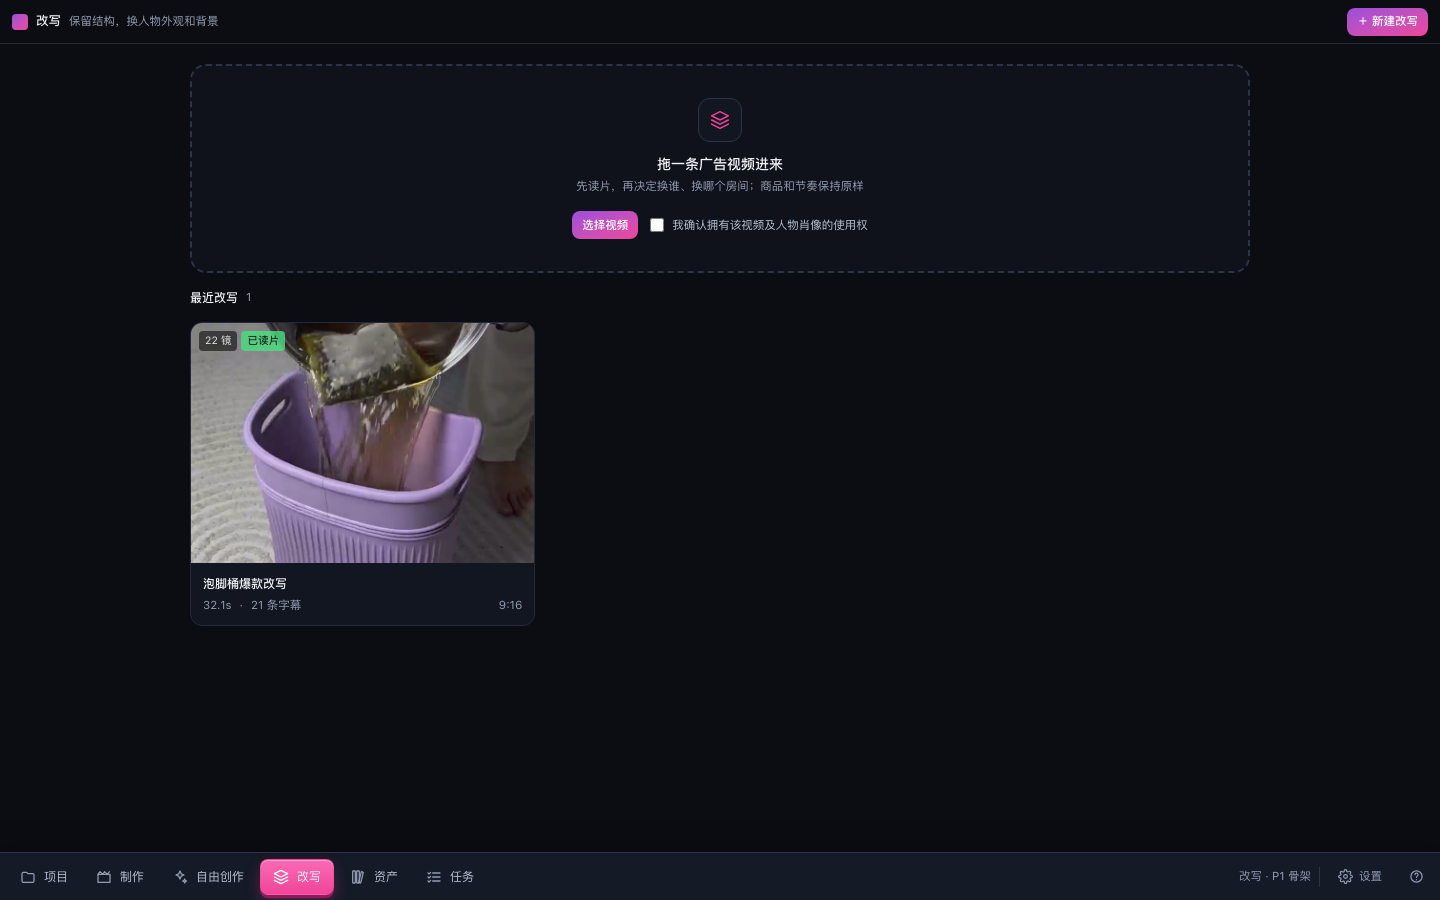 改写 保留结构，换人物外观和背景
+ 新建改写
拖一条广告视频进来
先读片，再决定换谁、换哪个房间；商品和节奏保持原样
选择视频 我确认拥有该视频及人物肖像的使用权
最近改写 1
22 镜 已读片
泡脚桶爆款改写
32.1s · 21 条字幕 9:16
项目 制作 自由创作 改写 资产 任务 改写 · P1 骨架 设置